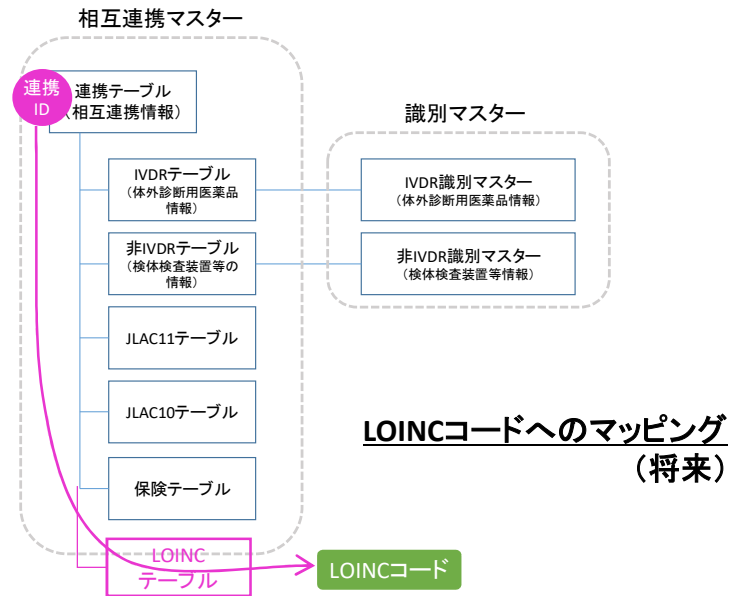 相互連携マスター
連携
ID
連携テーブル
（相互連携情報）
識別マスター
IVDRテーブル
（体外診断用医薬品
情報）
IVDR識別マスター
（体外診断用医薬品情報）
非IVDRテーブル
（検体検査装置等の
情報）
非IVDR識別マスター
（検体検査装置等情報）
JLAC11テーブル
JLAC10テーブル
LOINCコードへのマッピング
（将来）
保険テーブル
LOINC
テーブル
LOINCコード